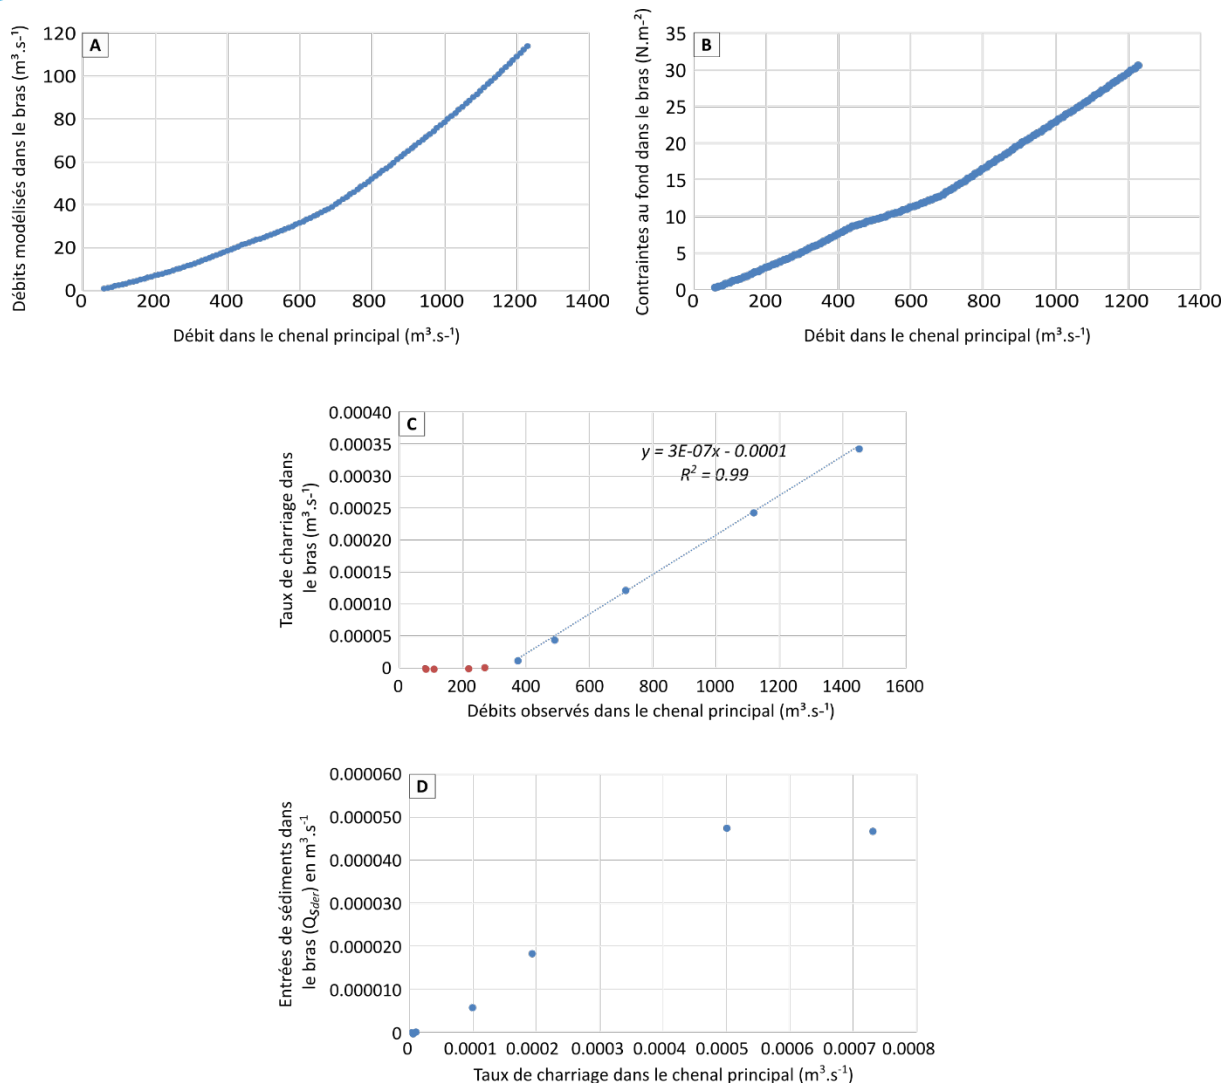 A
Débits modélisés dans le bras (m³.s-¹)
120
100
80
60
40
20
0
0 200 400 600 800 1000 1200 1400
Débit dans le chenal principal (m³.s-¹)
B
Contraintes au fond dans le bras (N.m-²)
35
30
25
20
15
10
5
0
0 200 400 600 800 1000 1200 1400
Débit dans le chenal principal (m³.s-¹)
C
Taux de charriage dans
le bras (m³.s-¹)
0.00040
0.00035
0.00030
0.00025
0.00020
0.00015
0.00010
0.00005
0
y = 3E-07x - 0.0001
R² = 0.99
0 200 400 600 800 1000 1200 1400 1600
Débits observés dans le chenal principal (m³.s-¹)
D
Entrées de sédiments dans
le bras (QSder) en m³.s-¹
0.000060
0.000050
0.000040
0.000030
0.000020
0.000010
0
0 0.0001 0.0002 0.0003 0.0004 0.0005 0.0006 0.0007 0.0008
Taux de charriage dans le chenal principal (m³.s-¹)